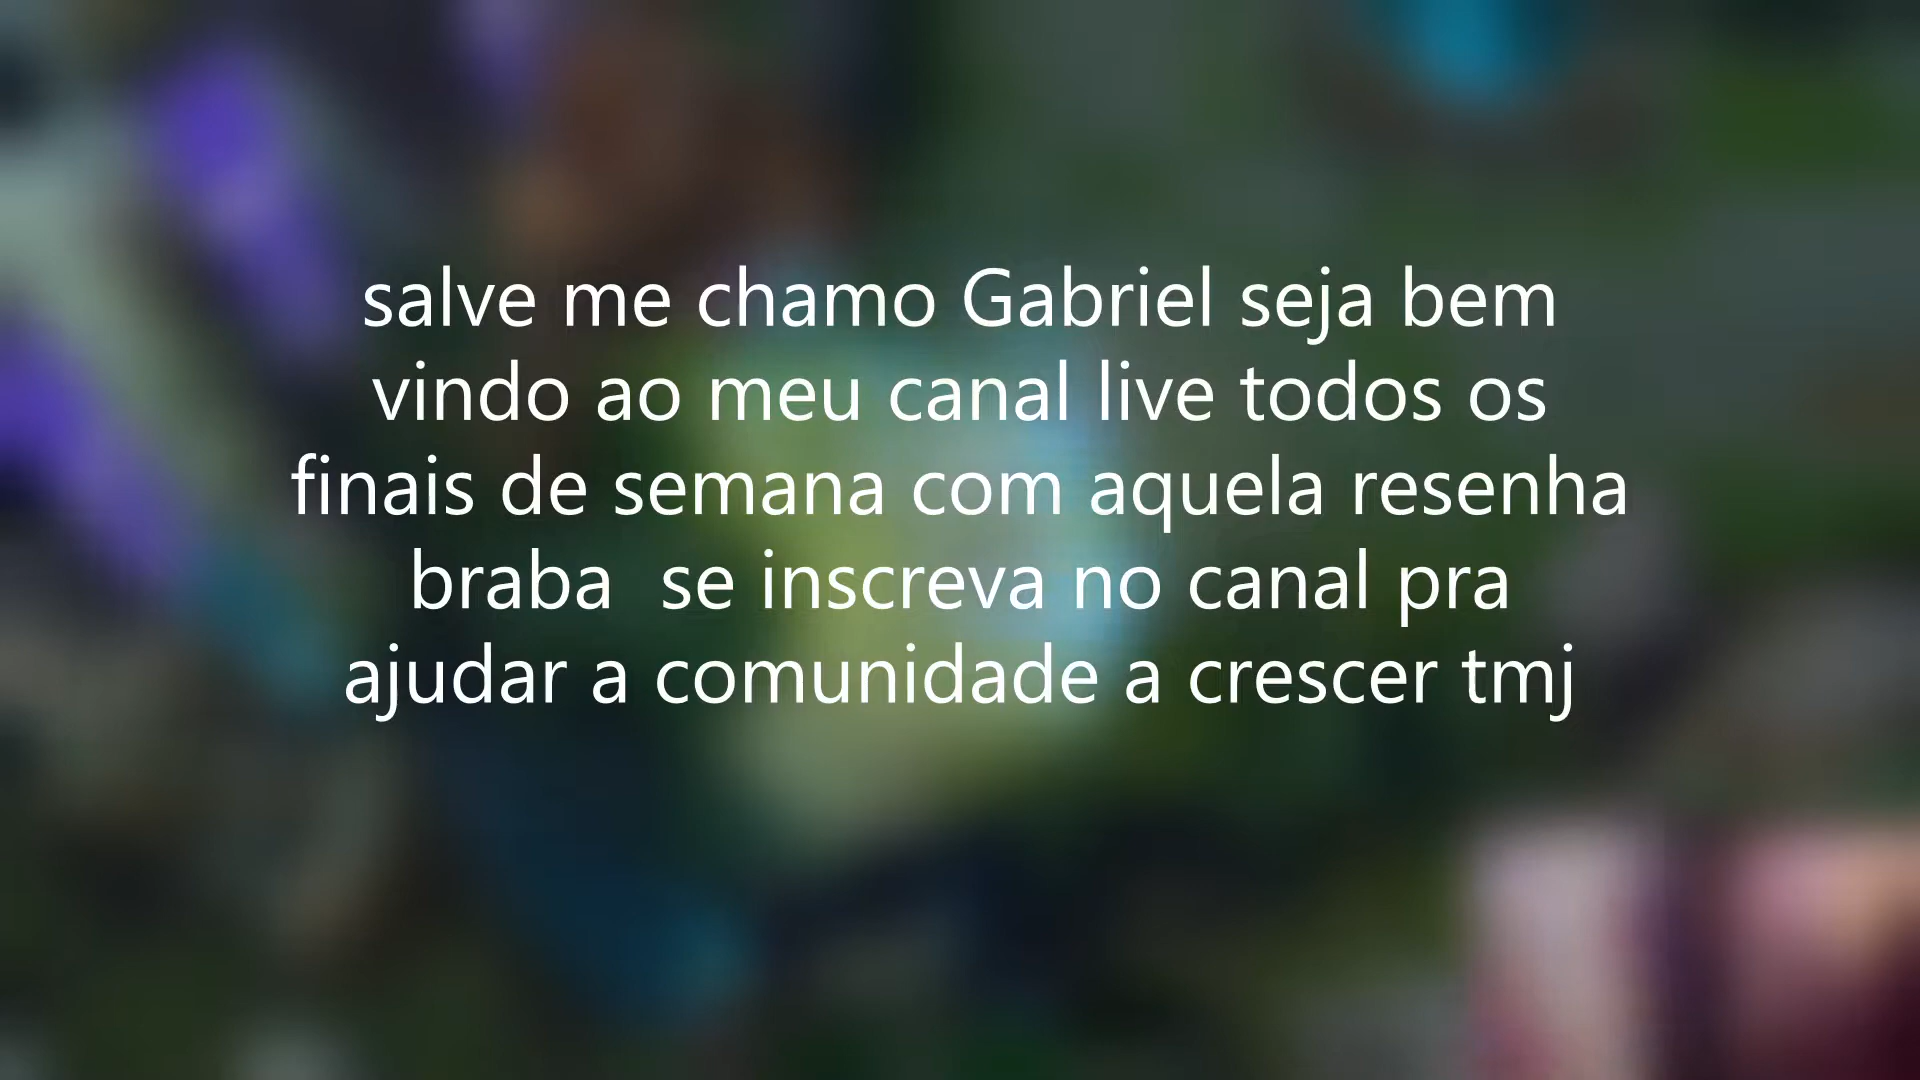 salve me chamo Gabriel seja bem
vindo ao meu canal live todos os
finais de semana com aquela resenha
braba  se inscreva no canal pra
ajudar a comunidade a crescer tmj